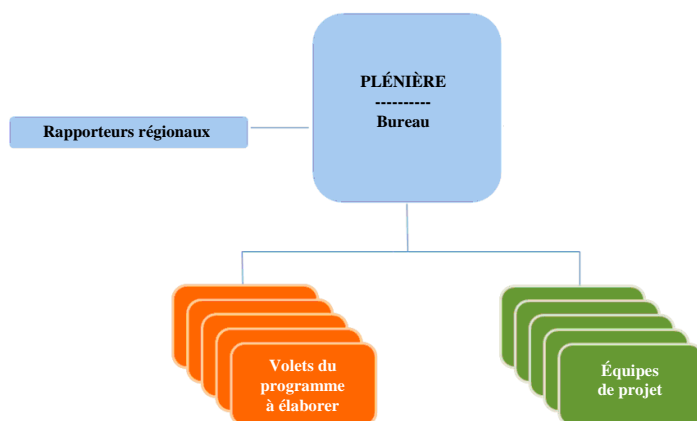 PLÉNIÈRE
----------
Bureau
Rapporteurs régionaux
Volets du
programme
à élaborer
Équipes
de projet